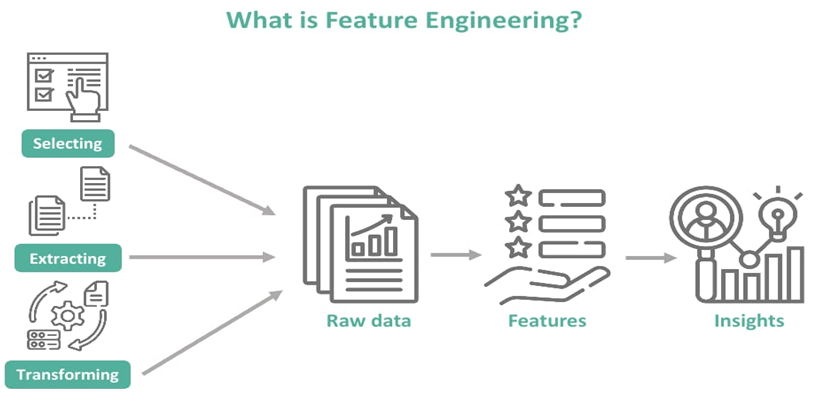 What is Feature Engineering?
Selecting
Extracting
Transforming
Raw data
Features
Insights